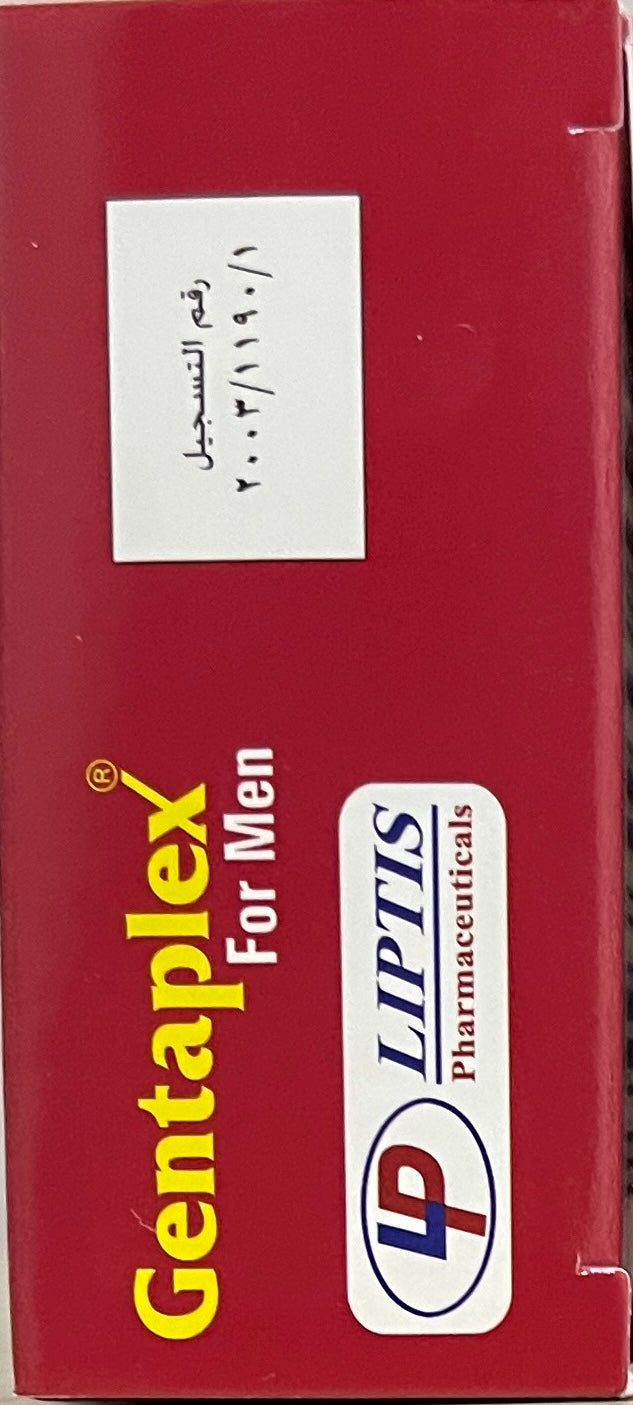 Gentaplex®
For Men
LP LIPTIS
Pharmaceuticals
رقم التسجيل
٢٠٠٣/١١٩٠/١